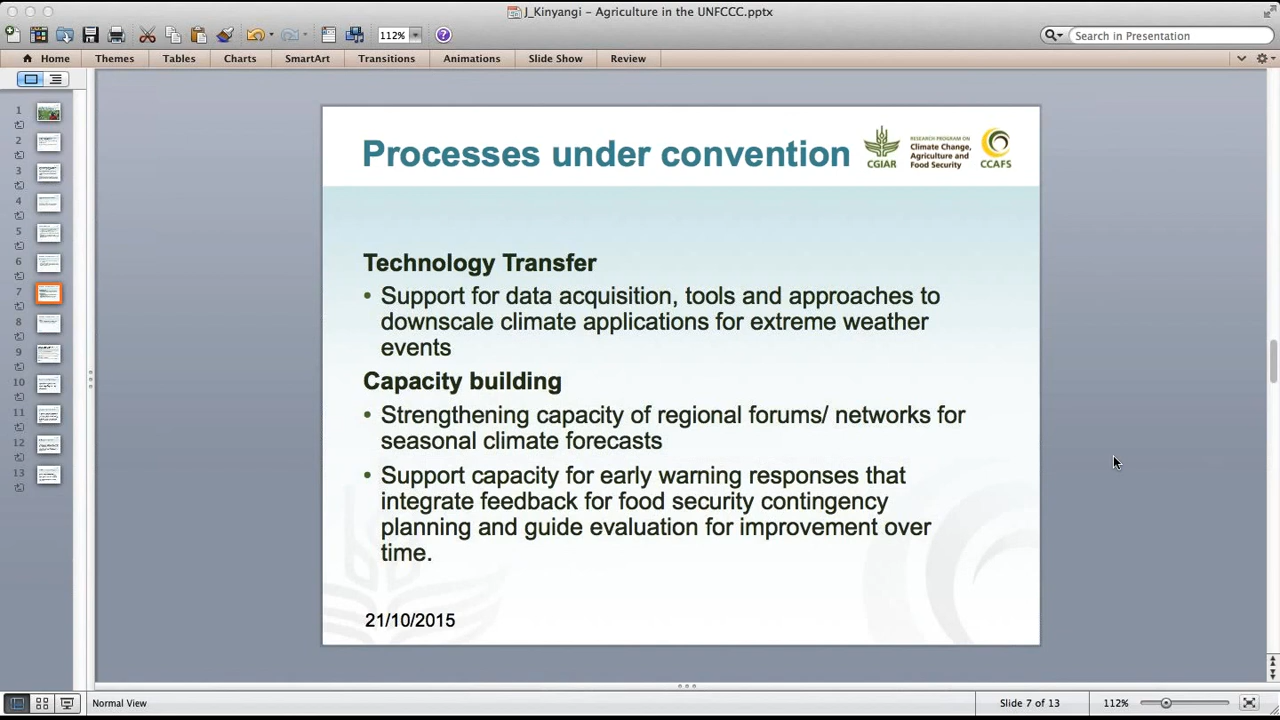 J_Kinyangi – Agriculture in the UNFCCC.pptx
112%
Search in Presentation
Home Themes Tables Charts SmartArt Transitions Animations Slide Show Review
1
2
3
4
5
6
7
8
9
10
11
12
13
Processes under convention
CGIAR
RESEARCH PROGRAM ON
Climate Change,
Agriculture and
Food Security
CCAFS
Technology Transfer
• Support for data acquisition, tools and approaches to
downscale climate applications for extreme weather
events
Capacity building
• Strengthening capacity of regional forums/ networks for
seasonal climate forecasts
• Support capacity for early warning responses that
integrate feedback for food security contingency
planning and guide evaluation for improvement over
time.
21/10/2015
Normal View
Slide 7 of 13
112%